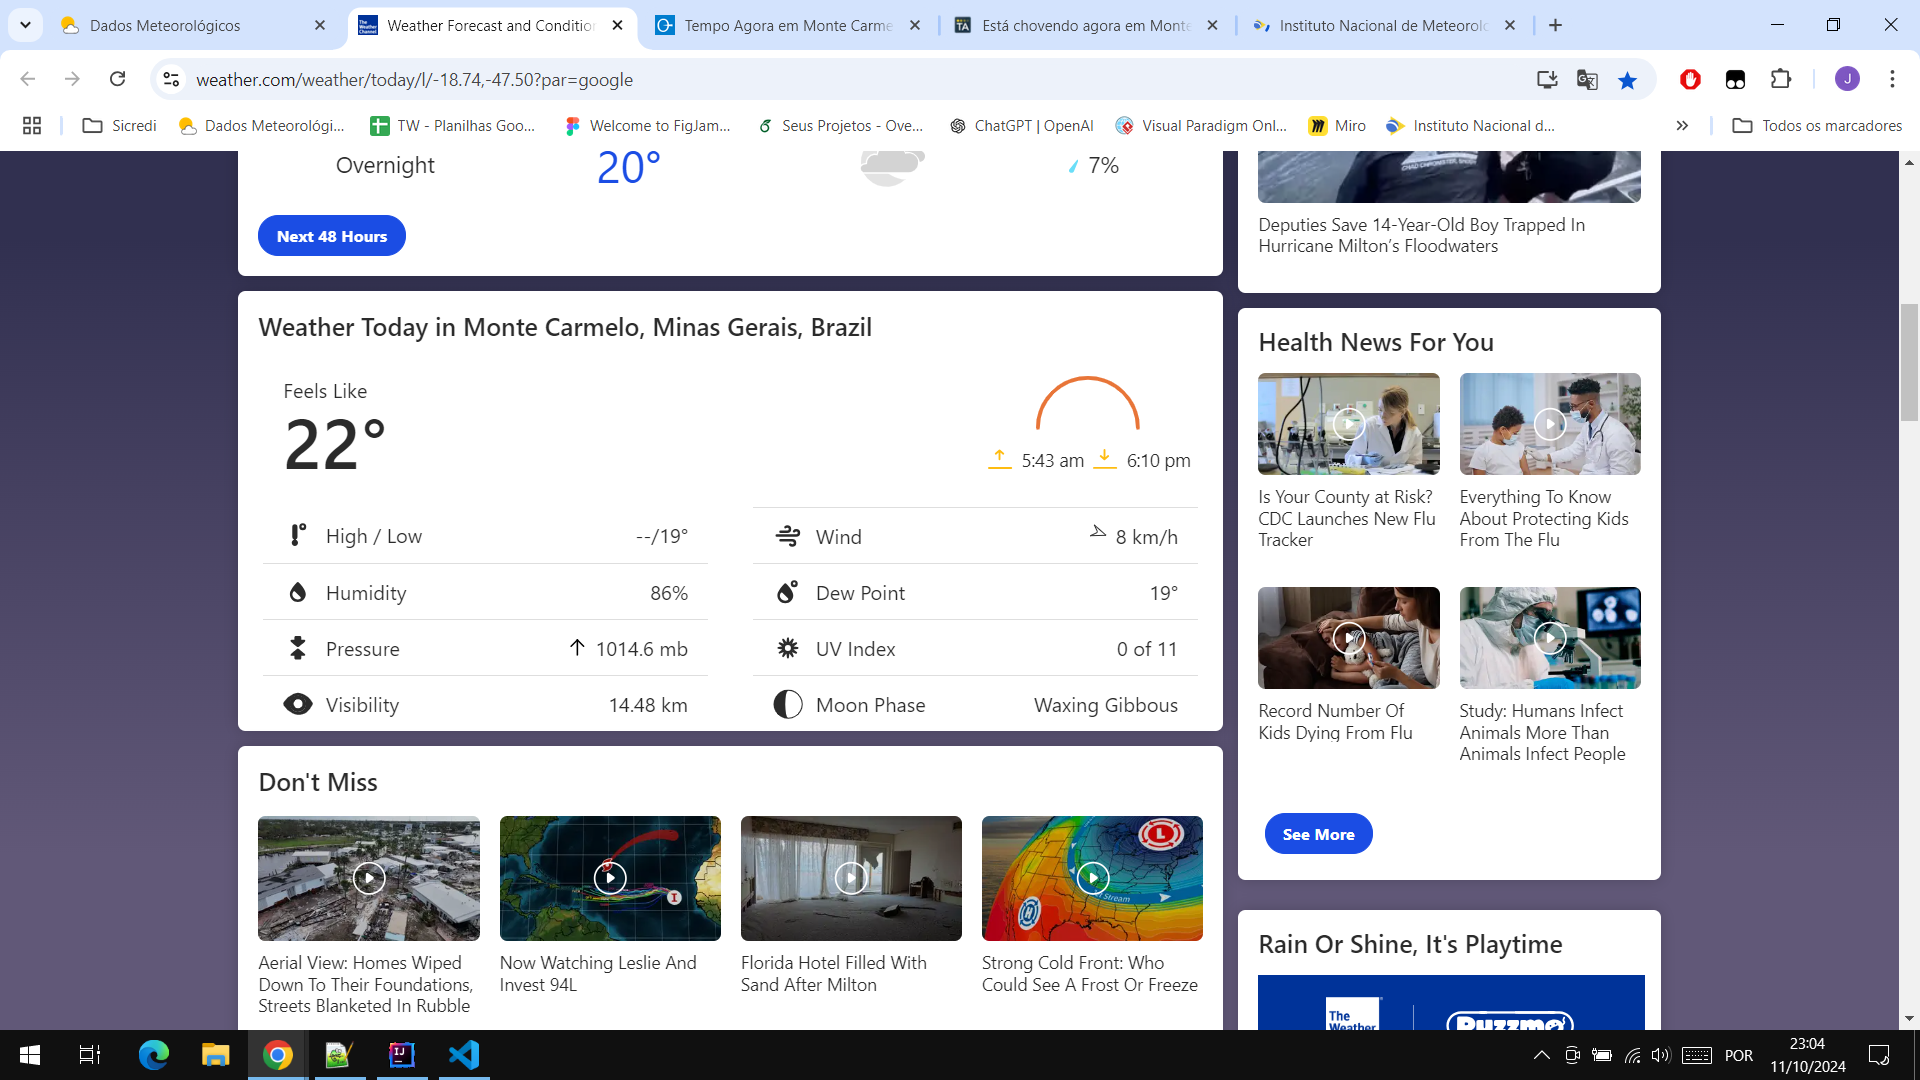 Dados Meteorológicos
Weather Forecast and Condition
Tempo Agora em Monte Carme
Está chovendo agora em Monte
Instituto Nacional de Meteorolo
weather.com/weather/today/l/-18.74,-47.50?par=google
J
Sicredi
Dados Meteorológi...
TW - Planilhas Goo...
Welcome to FigJam...
Seus Projetos - Ove...
ChatGPT | OpenAI
Visual Paradigm Onl...
Miro
Instituto Nacional d...
Todos os marcadores
Overnight
20°
7%
Next 48 Hours
Weather Today in Monte Carmelo, Minas Gerais, Brazil
Feels Like
22°
5:43 am
6:10 pm
High / Low
--/19°
Wind
8 km/h
Humidity
86%
Dew Point
19°
Pressure
1014.6 mb
UV Index
0 of 11
Visibility
14.48 km
Moon Phase
Waxing Gibbous
Don't Miss
Aerial View: Homes Wiped
Down To Their Foundations,
Streets Blanketed In Rubble
Now Watching Leslie And
Invest 94L
Florida Hotel Filled With
Sand After Milton
L
H
Stream
Strong Cold Front: Who
Could See A Frost Or Freeze
Deputies Save 14-Year-Old Boy Trapped In
Hurricane Milton’s Floodwaters
Health News For You
Is Your County at Risk?
CDC Launches New Flu
Tracker
Everything To Know
About Protecting Kids
From The Flu
Record Number Of
Kids Dying From Flu
Study: Humans Infect
Animals More Than
Animals Infect People
See More
Rain Or Shine, It's Playtime
The
Weather
Puzzmo
POR
23:04
11/10/2024